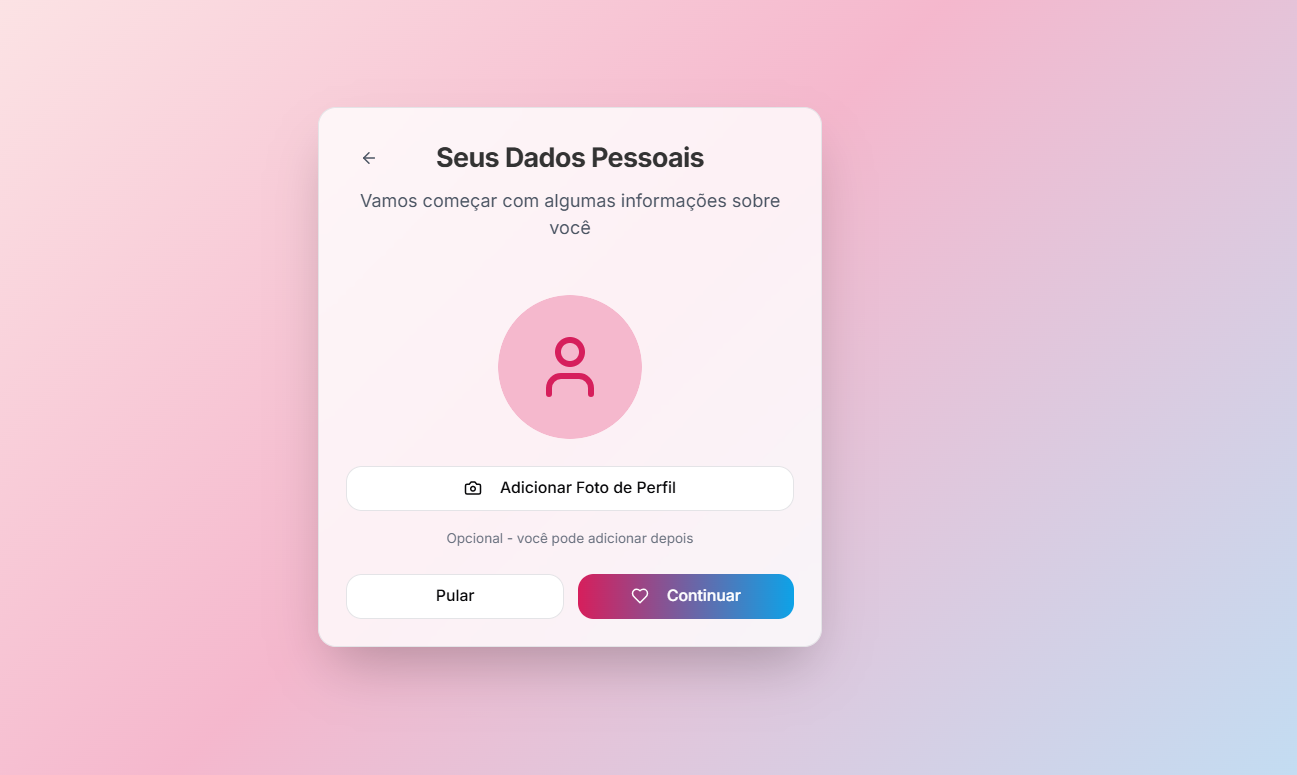 Seus Dados Pessoais
Vamos começar com algumas informações sobre
você
Adicionar Foto de Perfil
Opcional - você pode adicionar depois
Pular
Continuar